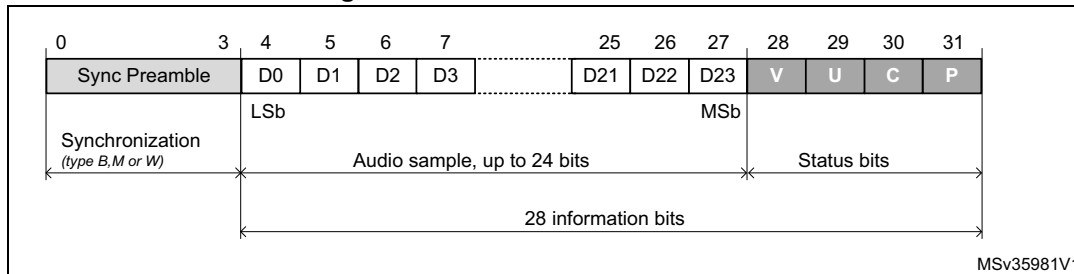 0 3 4 5 6 7 25 26 27 28 29 30 31
Sync Preamble D0 D1 D2 D3 D21 D22 D23 V U C P
LSb MSb
Synchronization
(type B,M or W)
Audio sample, up to 24 bits Status bits
28 information bits
MSv35981V1